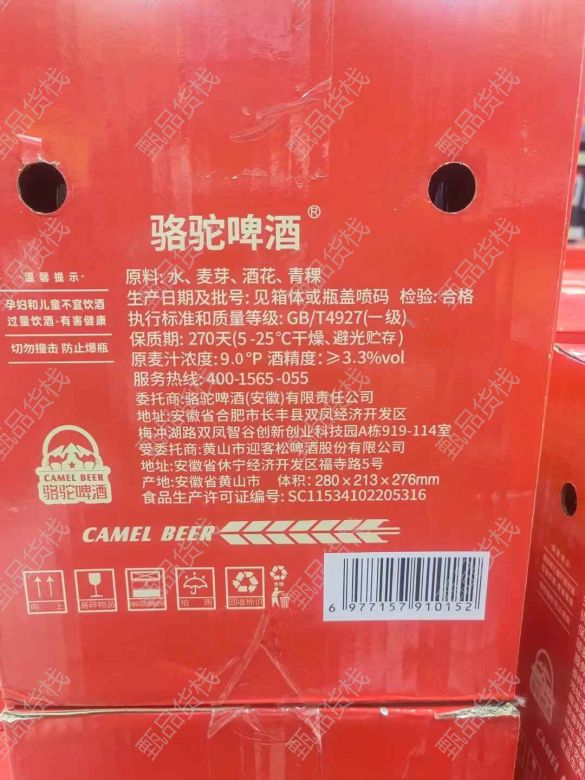 骆驼啤酒®
温馨提示
孕妇和儿童不宜饮酒
过量饮酒·有害健康
切勿撞击 防止爆瓶
原料: 水、麦芽、酒花、青稞
生产日期及批号: 见箱体或瓶盖喷码 检验: 合格
执行标准和质量等级: GB/T4927(一级)
保质期: 270天(5-25℃干燥、避光贮存)
原麦汁浓度: 9.0°P 酒精度: ≥3.3%vol
服务热线: 400-1565-055
委托商: 骆驼啤酒(安徽)有限责任公司
地址: 安徽省合肥市长丰县双凤经济开发区
梅冲湖路双凤智谷创新创业科技园A栋919-114室
受委托商: 黄山市迎客松啤酒股份有限公司
地址: 安徽省休宁经济开发区福寺路5号
产地: 安徽省黄山市 体积: 280×213×276mm
食品生产许可证编号: SC11534102205316
CAMEL BEER
骆驼啤酒
CAMEL BEER
向上
易碎物品
怕雨
回收标识
6 977157 910152
甄品货栈